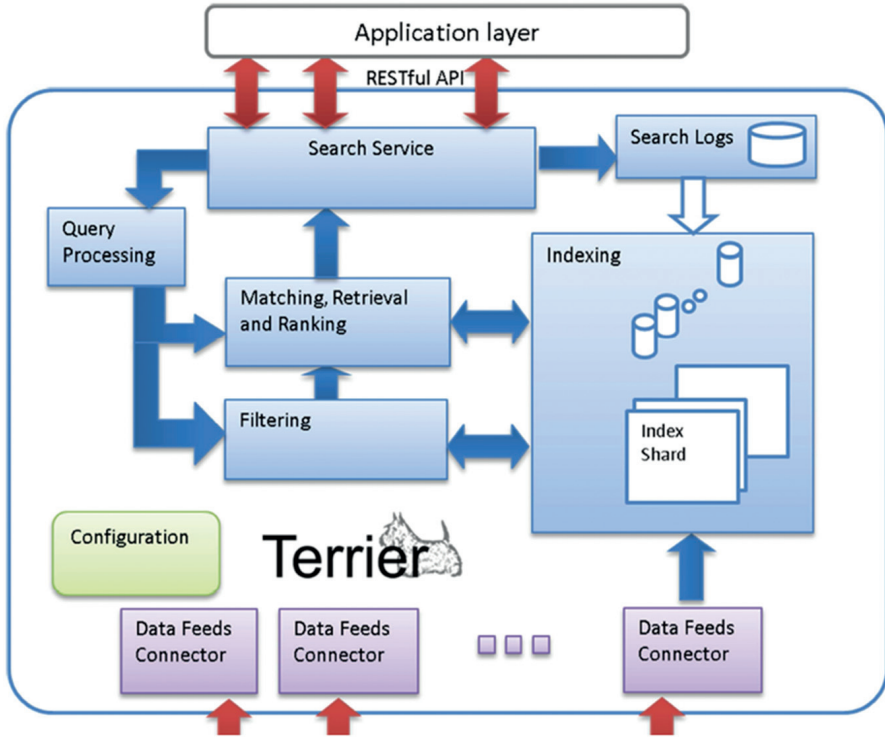 Application layer
RESTful API
Search Service
Search Logs
Query
Processing
Indexing
Matching, Retrieval
and Ranking
Filtering
Index
Shard
Configuration
Terrier
Data Feeds
Connector
Data Feeds
Connector
Data Feeds
Connector